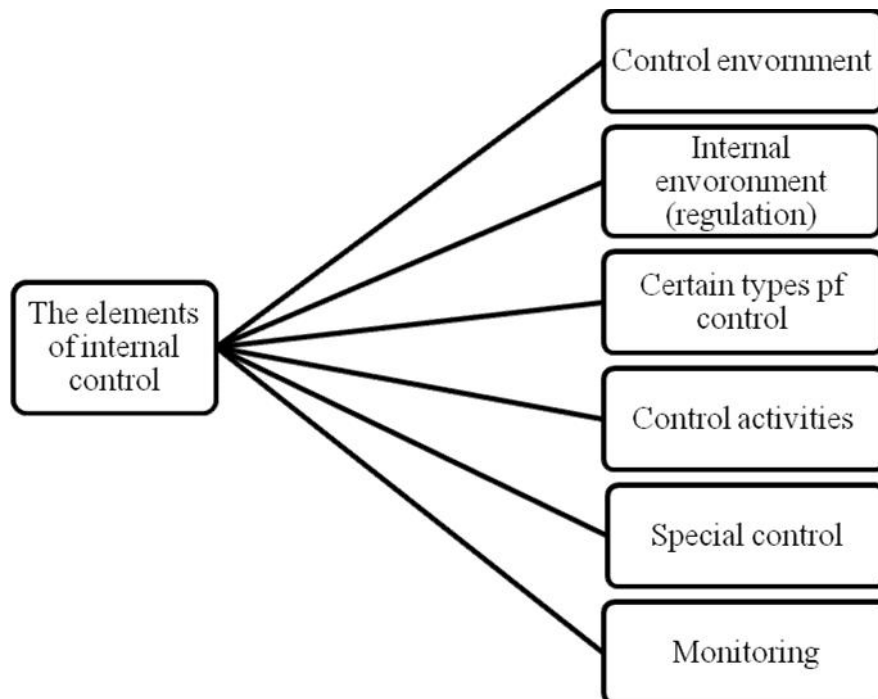 The elements
of internal
control
Control envornment
Internal
envoronment
(regulation)
Certain types pf
control
Control activities
Special control
Monitoring